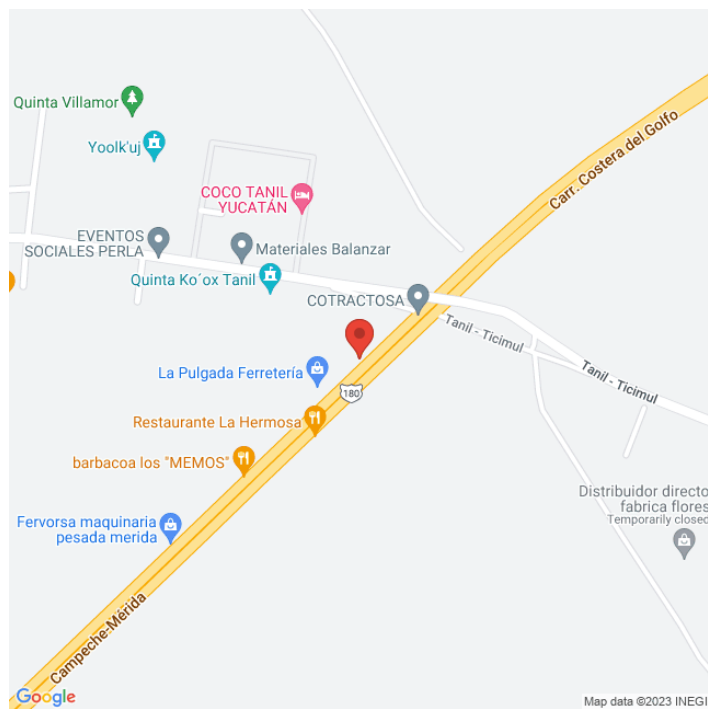 Quinta Villamor
Yoolk'uj
Carr. Costera del Golfo
COCO TANIL
YUCATÁN
EVENTOS
SOCIALES PERLA
Materiales Balanzar
Quinta Ko´ox Tanil
COTRACTOSA
Tanil - Ticimul
Tanil - Ticimul
La Pulgada Ferretería
180
Restaurante La Hermosa
barbacoa los "MEMOS"
Distribuidor directo
fabrica flores
Temporarily closed
Fervorsa maquinaria
pesada merida
Campeche-Mérida
Google
Map data ©2023 INEGI